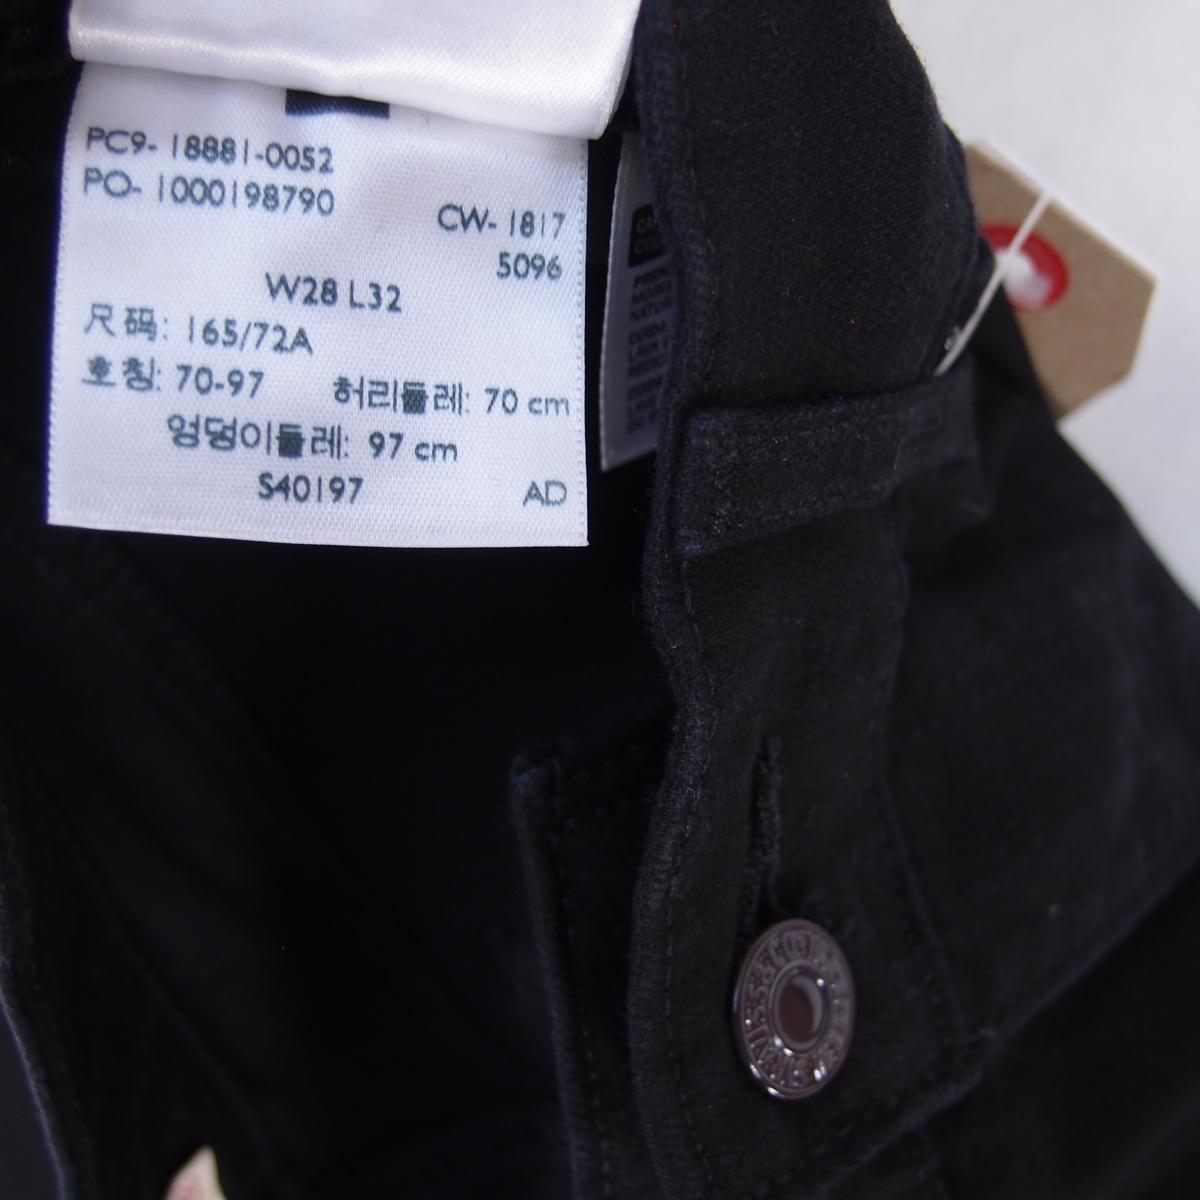 PC9- 18881-0052
PO- 1000198790
CW- 1817
5096
W28 L32
尺码: 165/72A
호칭: 70-97
허리둘레: 70 cm
엉덩이둘레: 97 cm
S40197
AD